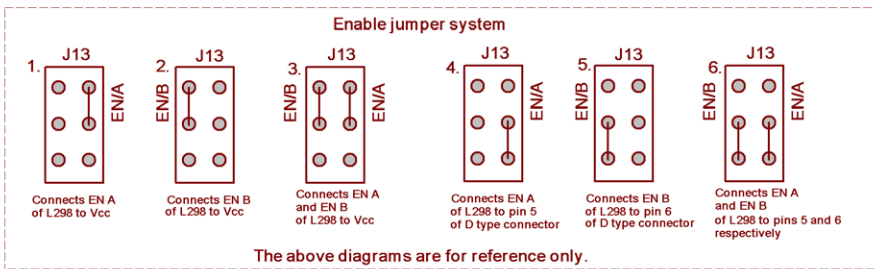 Enable jumper system
1.
J13
EN/A
Connects EN A
of L298 to Vcc
2.
J13
EN/B
Connects EN B
of L298 to Vcc
3.
J13
EN/B
EN/A
Connects EN A
and EN B
of L298 to Vcc
4.
J13
EN/A
Connects EN A
of L298 to pin 5
of D type connector
5.
J13
EN/B
Connects EN B
of L298 to pin 6
of D type connector
6.
J13
EN/B
EN/A
Connects EN A
and EN B
of L298 to pins 5 and 6
respectively
The above diagrams are for reference only.